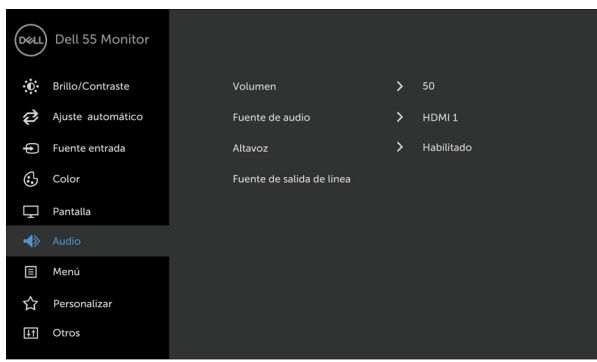 DELL Dell 55 Monitor
Brillo/Contraste
Ajuste automático
Fuente entrada
Color
Pantalla
Audio
Menú
Personalizar
Otros
Volumen 50
Fuente de audio HDMI 1
Altavoz Habilitado
Fuente de salida de línea